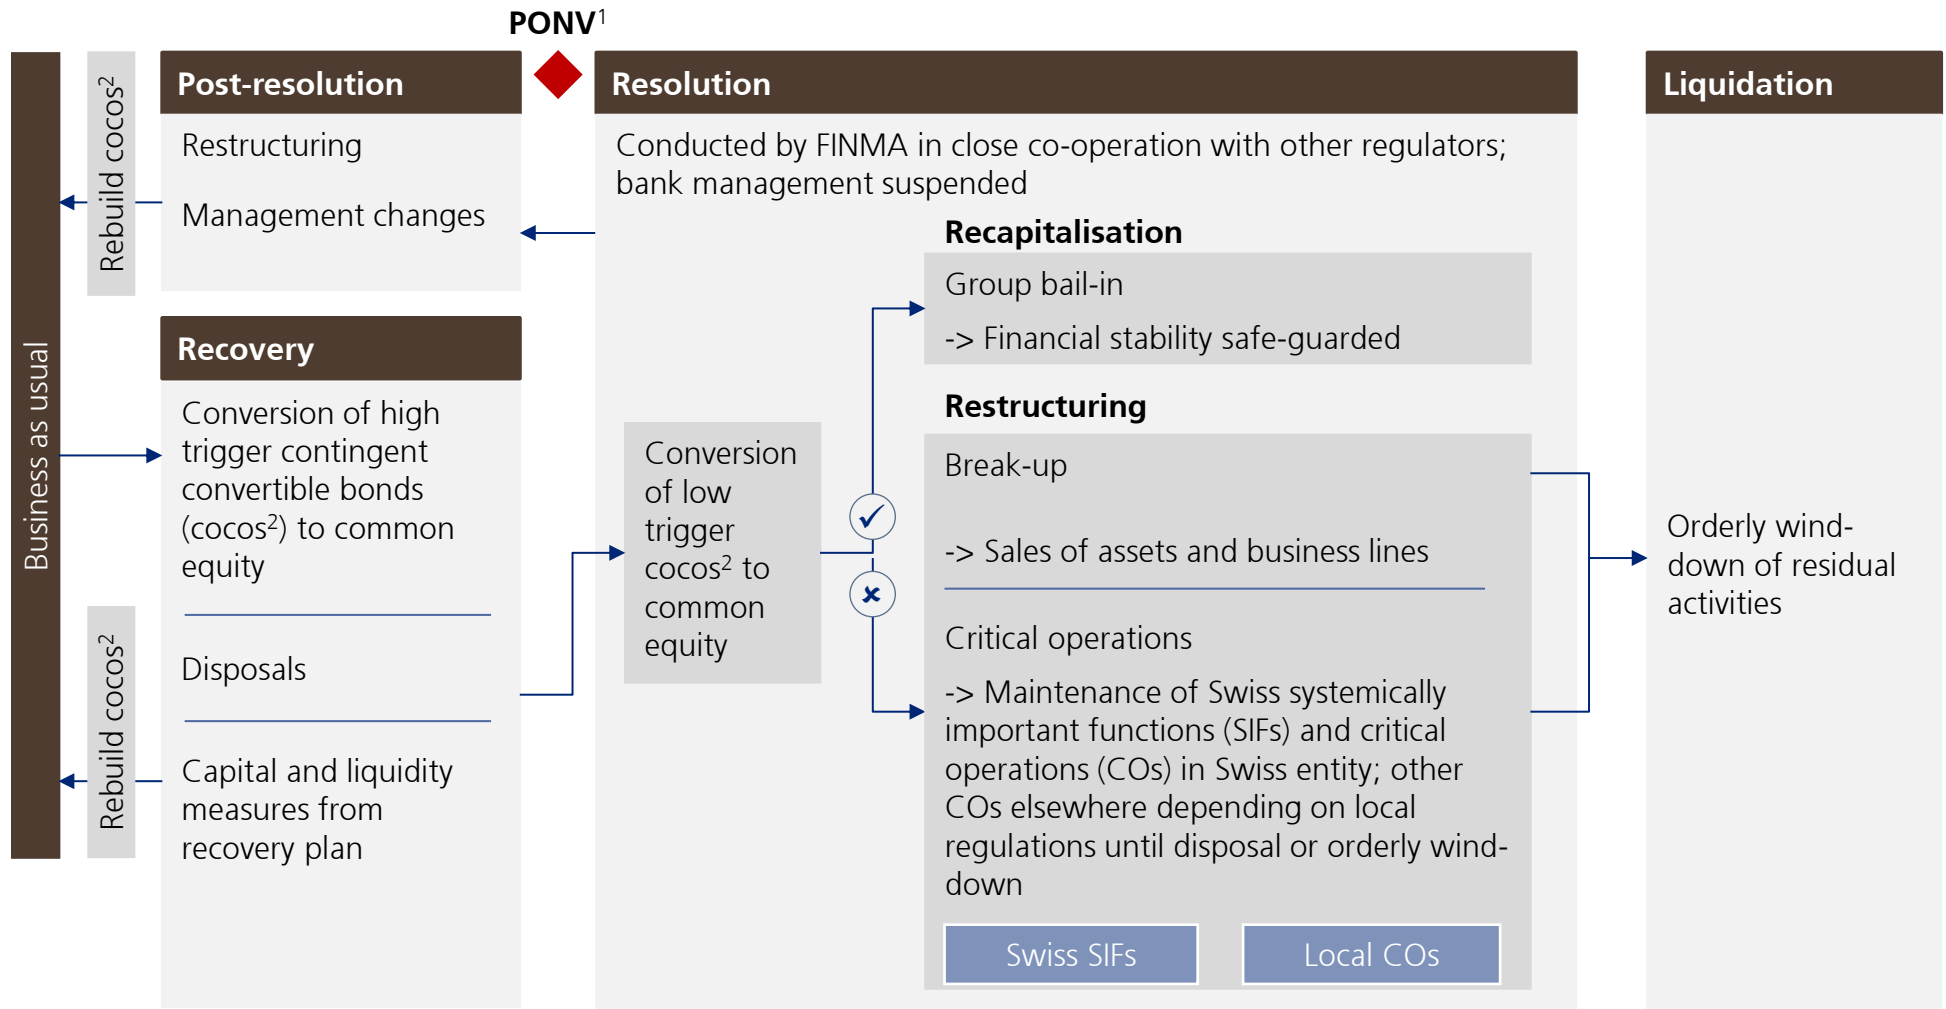 PONV¹
Business as usual
Rebuild cocos²
Post-resolution
Restructuring
Management changes
Rebuild cocos²
Recovery
Conversion of high
trigger contingent
convertible bonds
(cocos²) to common
equity
Disposals
Capital and liquidity
measures from
recovery plan
Resolution
Conducted by FINMA in close co-operation with other regulators;
bank management suspended
Conversion
of low
trigger
cocos² to
common
equity
Recapitalisation
Group bail-in
-> Financial stability safe-guarded
Restructuring
Break-up
-> Sales of assets and business lines
Critical operations
-> Maintenance of Swiss systemically
important functions (SIFs) and critical
operations (COs) in Swiss entity; other
COs elsewhere depending on local
regulations until disposal or orderly wind-
down
Swiss SIFs
Local COs
Liquidation
Orderly wind-
down of residual
activities